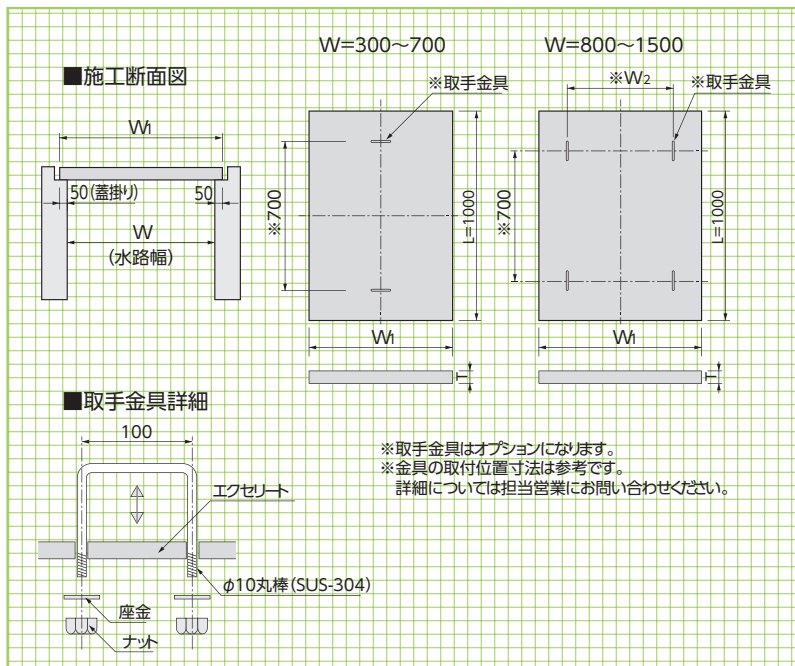 ■施工断面図
W1
50(蓋掛り)
50
W
(水路幅)
W=300～700
※取手金具
※700
L=1000
W1
T
W=800～1500
※W2
※取手金具
※700
L=1000
W1
T
■取手金具詳細
100
エクセリート
φ10丸棒(SUS-304)
座金
ナット
※取手金具はオプションになります。
※金具の取付位置寸法は参考です。
詳細については担当営業にお問い合わせください。